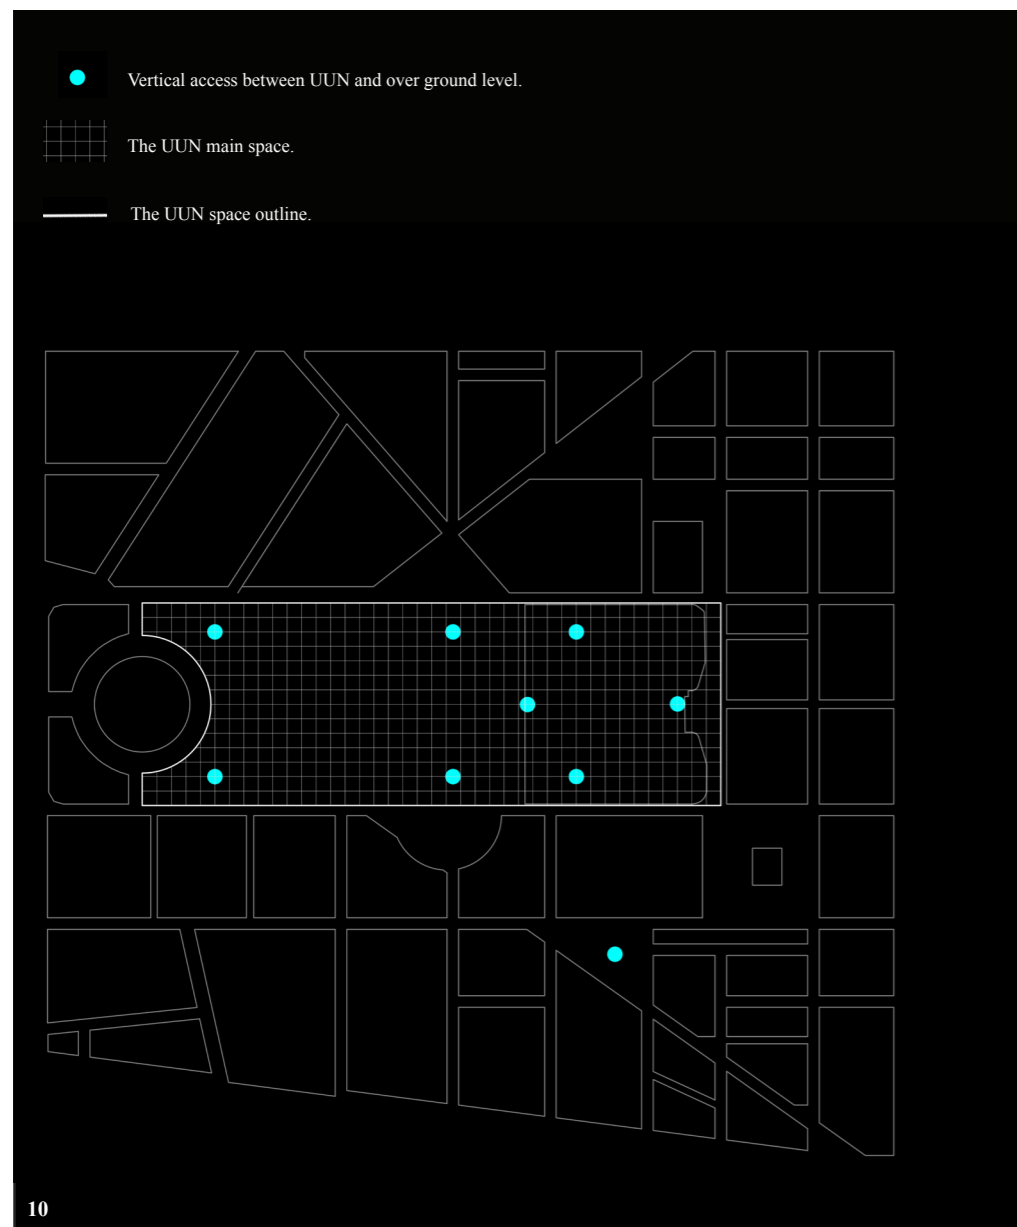 Vertical access between UUN and over ground level.
The UUN main space.
The UUN space outline.
10